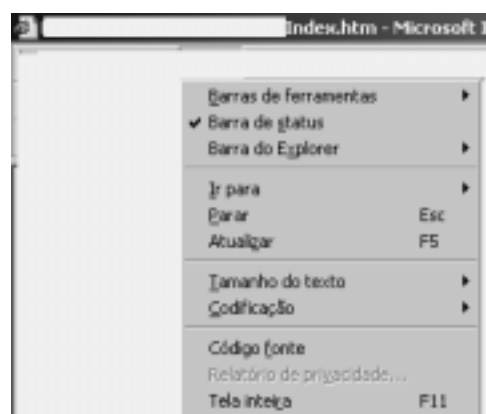 Index.htm - Microsoft I
Barras de ferramentas
Barra de status
Barra do Explorer
Ir para
Parar Esc
Atualizar F5
Tamanho do texto
Codificação
Código fonte
Relatório de privacidade...
Tela inteira F11